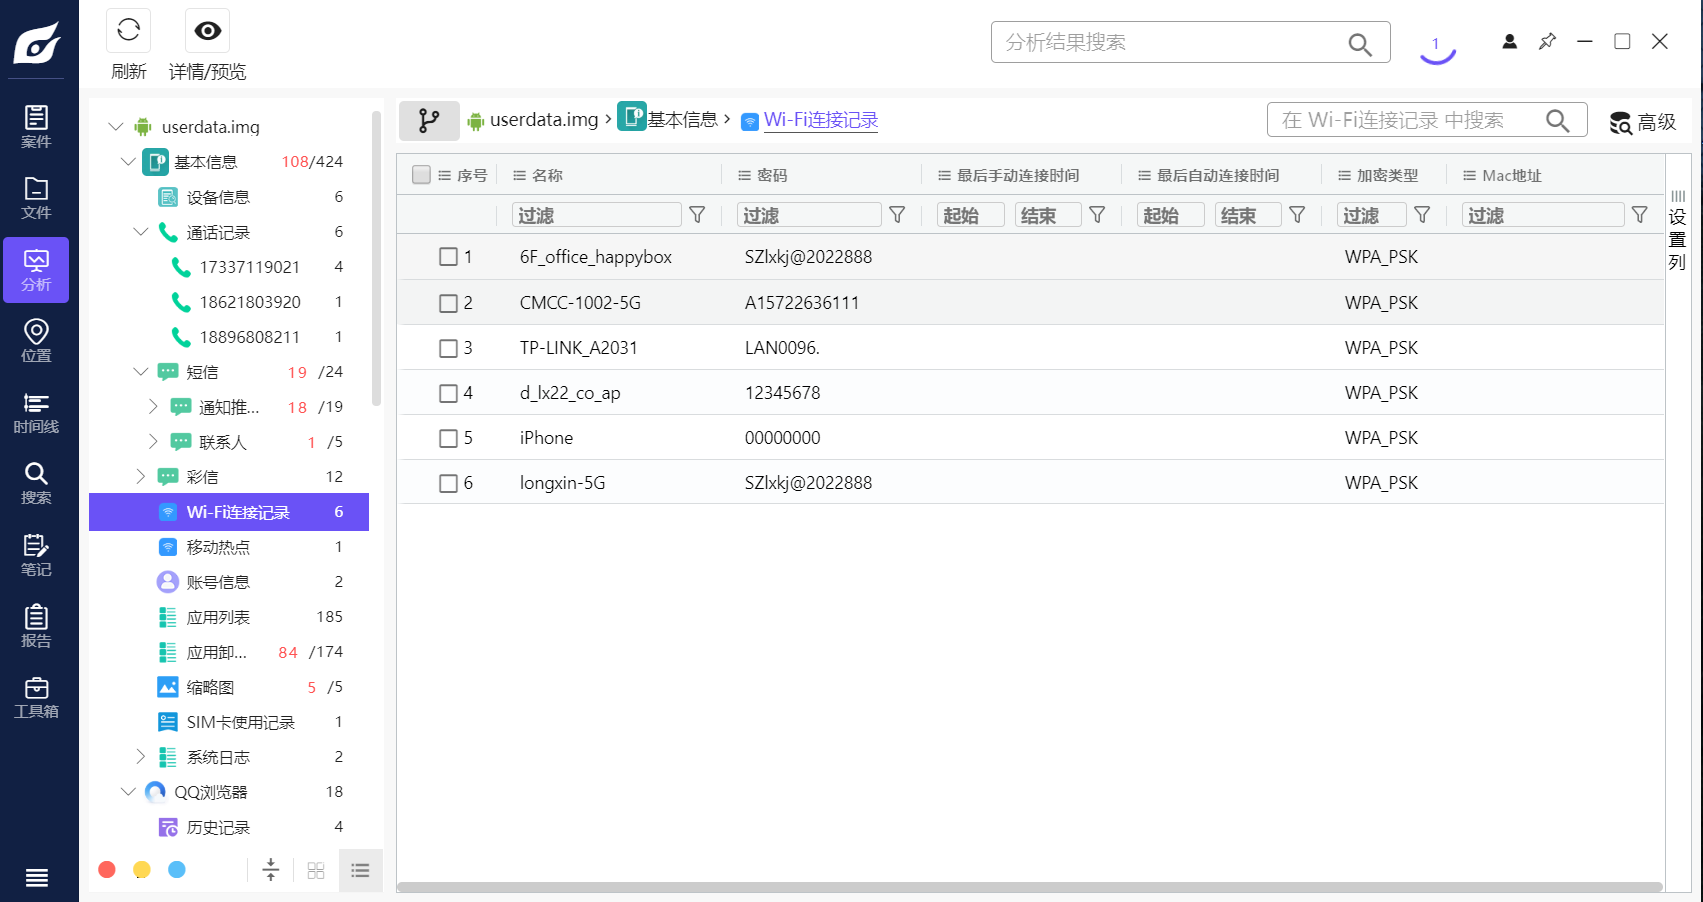 刷新
详情/预览
分析结果搜索
1
案件
文件
分析
位置
时间线
搜索
笔记
报告
工具箱
userdata.img
基本信息 108/424
设备信息 6
通话记录 6
17337119021 4
18621803920 1
18896808211 1
短信 19 /24
通知推... 18 /19
联系人 1 /5
彩信 12
Wi-Fi连接记录 6
移动热点 1
账号信息 2
应用列表 185
应用卸... 84 /174
缩略图 5 /5
SIM卡使用记录 1
系统日志 2
QQ浏览器 18
历史记录 4
userdata.img › 基本信息 › Wi-Fi连接记录
在 Wi-Fi连接记录 中搜索
高级
序号 名称 密码 最后手动连接时间 最后自动连接时间 加密类型 Mac地址
过滤 过滤 起始 结束 起始 结束 过滤 过滤
1 6F_office_happybox SZlxkj@2022888 WPA_PSK
2 CMCC-1002-5G A15722636111 WPA_PSK
3 TP-LINK_A2031 LAN0096. WPA_PSK
4 d_lx22_co_ap 12345678 WPA_PSK
5 iPhone 00000000 WPA_PSK
6 longxin-5G SZlxkj@2022888 WPA_PSK
设置列